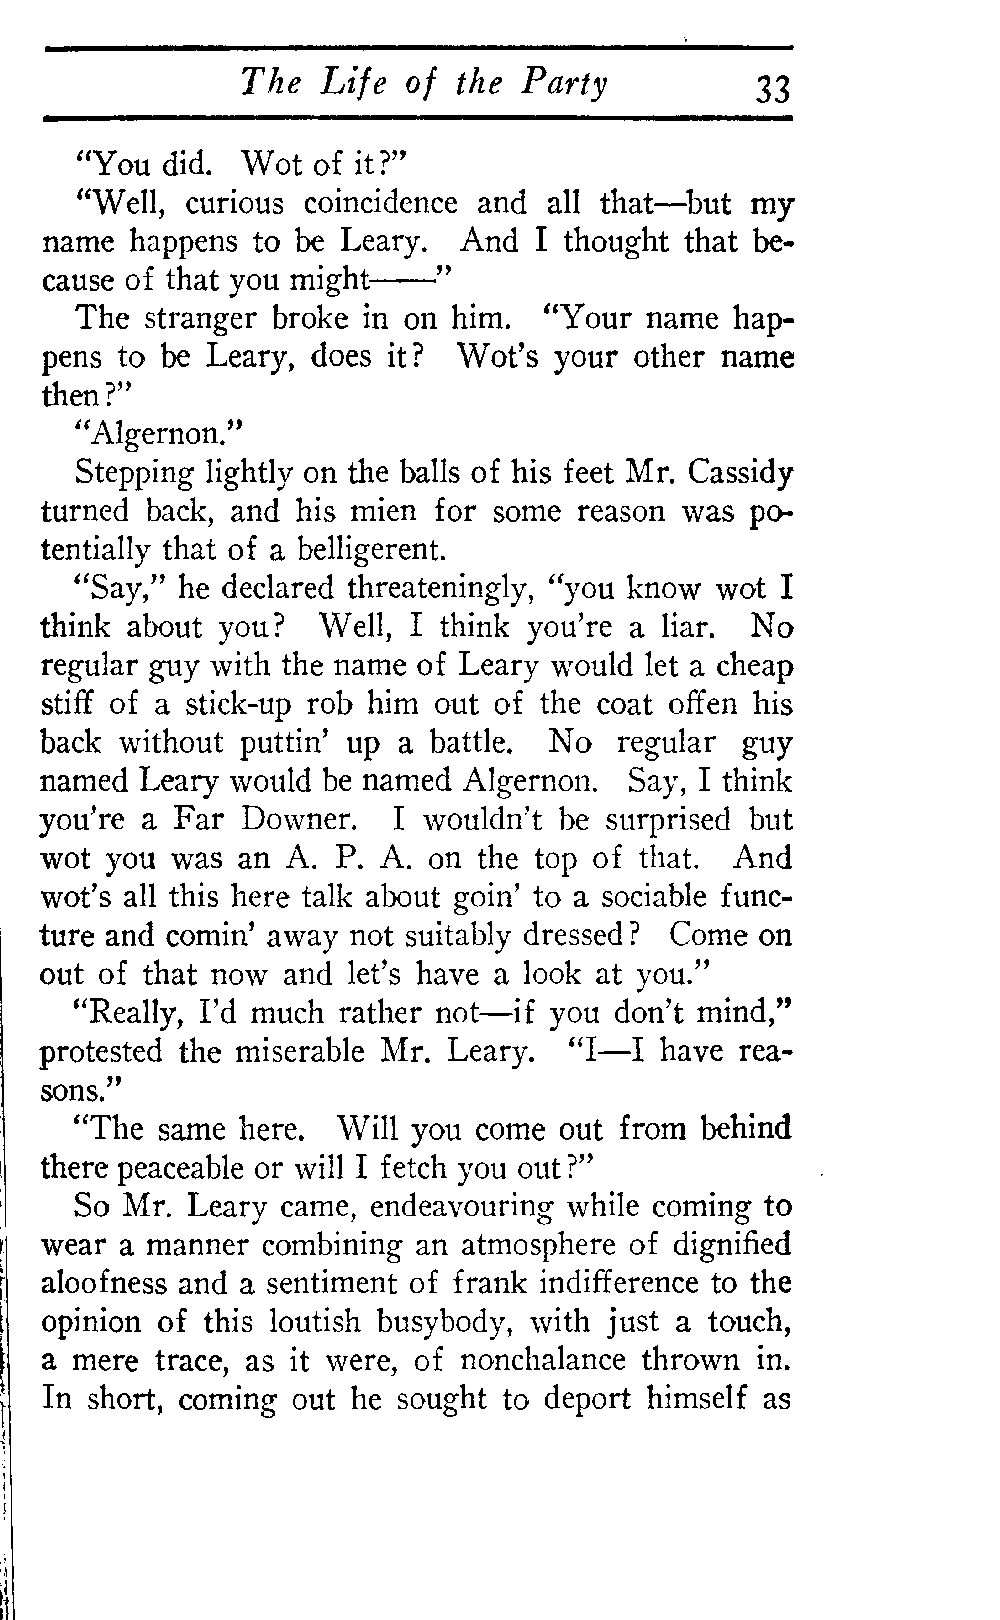 The Life of the Party 33
“You did. Wot of it?”
“Well, curious coincidence and all that—but my
name happens to be Leary. And I thought that be-
cause of that you might——”
The stranger broke in on him. “Your name hap-
pens to be Leary, does it? Wot's your other name
then?”
“Algernon.”
Stepping lightly on the balls of his feet Mr. Cassidy
turned back, and his mien for some reason was po-
tentially that of a belligerent.
“Say,” he declared threateningly, “you know wot I
think about you? Well, I think you're a liar. No
regular guy with the name of Leary would let a cheap
stiff of a stick-up rob him out of the coat offen his
back without puttin' up a battle. No regular guy
named Leary would be named Algernon. Say, I think
you're a Far Downer. I wouldn't be surprised but
wot you was an A. P. A. on the top of that. And
wot's all this here talk about goin' to a sociable func-
ture and comin' away not suitably dressed? Come on
out of that now and let's have a look at you.”
“Really, I'd much rather not—if you don't mind,”
protested the miserable Mr. Leary. “I—I have rea-
sons.”
“The same here. Will you come out from behind
there peaceable or will I fetch you out?”
So Mr. Leary came, endeavouring while coming to
wear a manner combining an atmosphere of dignified
aloofness and a sentiment of frank indifference to the
opinion of this loutish busybody, with just a touch,
a mere trace, as it were, of nonchalance thrown in.
In short, coming out he sought to deport himself as